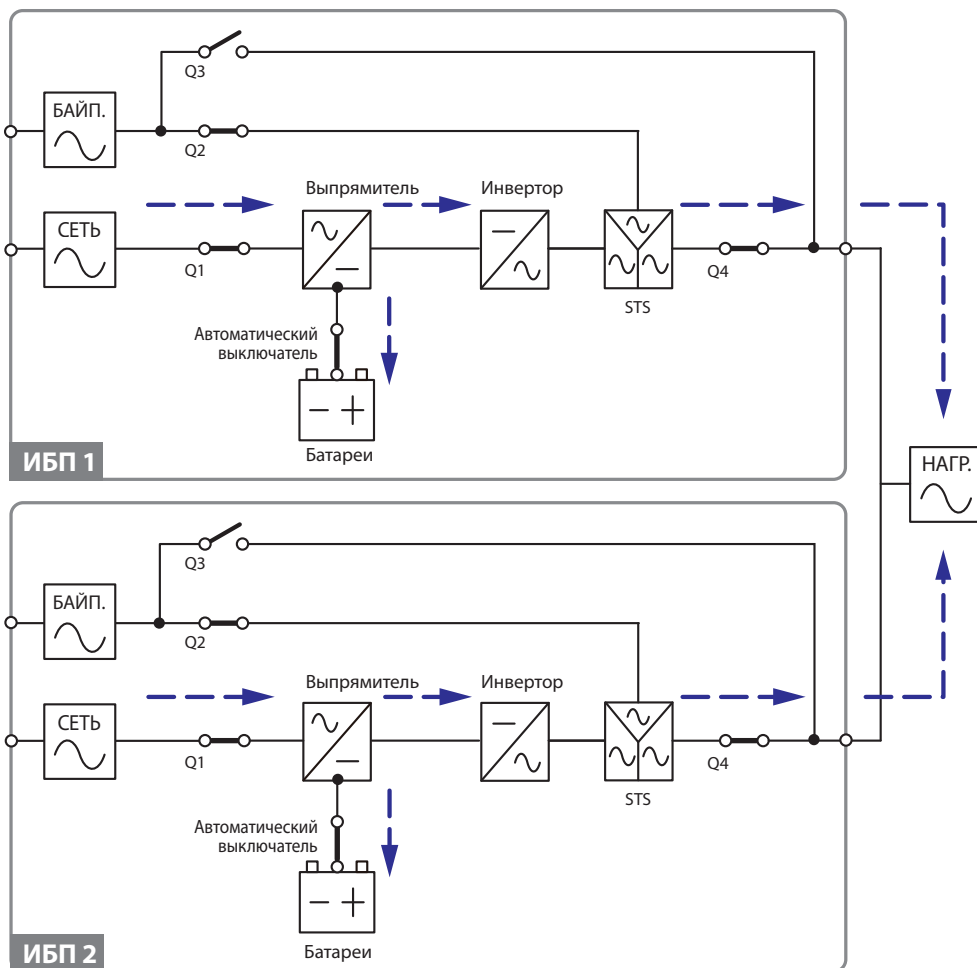 Q3
БАЙП.
Q2
Выпрямитель
Инвертор
СЕТЬ
Q1
Q4
STS
Автоматический
выключатель
Батареи
ИБП 1
НАГР.
Q3
БАЙП.
Q2
Выпрямитель
Инвертор
СЕТЬ
Q1
Q4
STS
Автоматический
выключатель
Батареи
ИБП 2